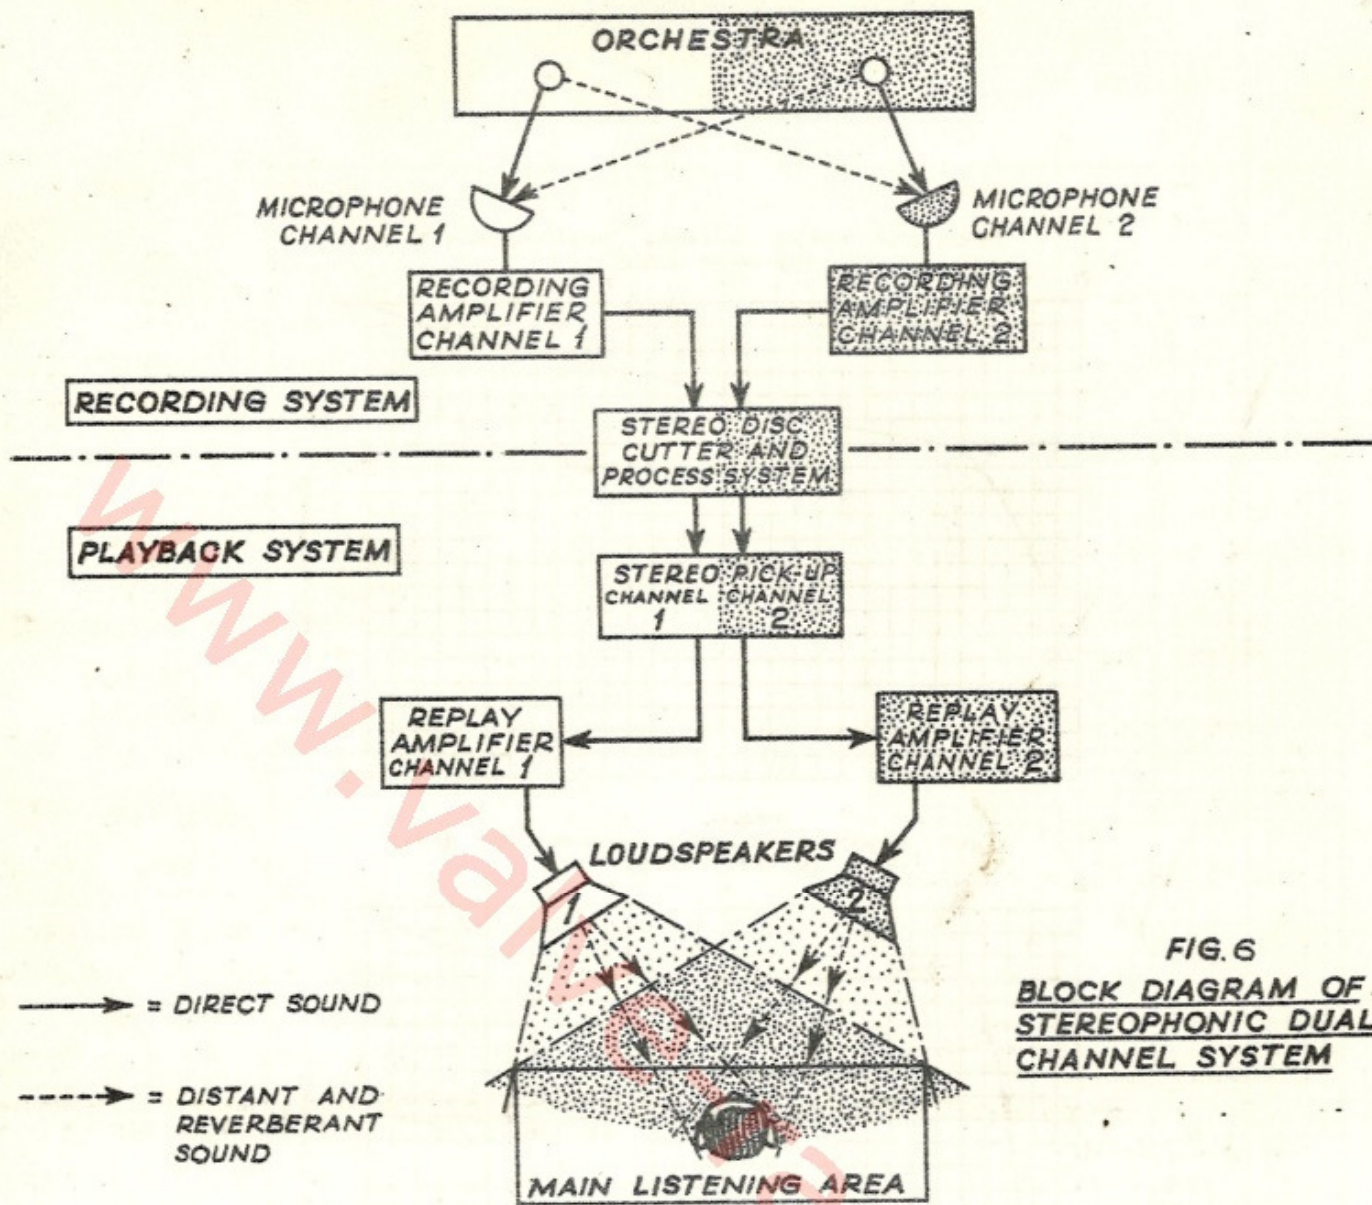 ORCHESTRA
MICROPHONE
CHANNEL 1
MICROPHONE
CHANNEL 2
RECORDING
AMPLIFIER
CHANNEL 1
RECORDING
AMPLIFIER
CHANNEL 2
RECORDING SYSTEM
STEREO DISC
CUTTER AND
PROCESS SYSTEM
PLAYBACK SYSTEM
STEREO PICK-UP
CHANNEL CHANNEL
1 2
REPLAY
AMPLIFIER
CHANNEL 1
REPLAY
AMPLIFIER
CHANNEL 2
LOUDSPEAKERS
1
2
= DIRECT SOUND
= DISTANT AND
REVERBERANT
SOUND
FIG. 6
BLOCK DIAGRAM OF
STEREOPHONIC DUAL
CHANNEL SYSTEM
MAIN LISTENING AREA
www.valve-